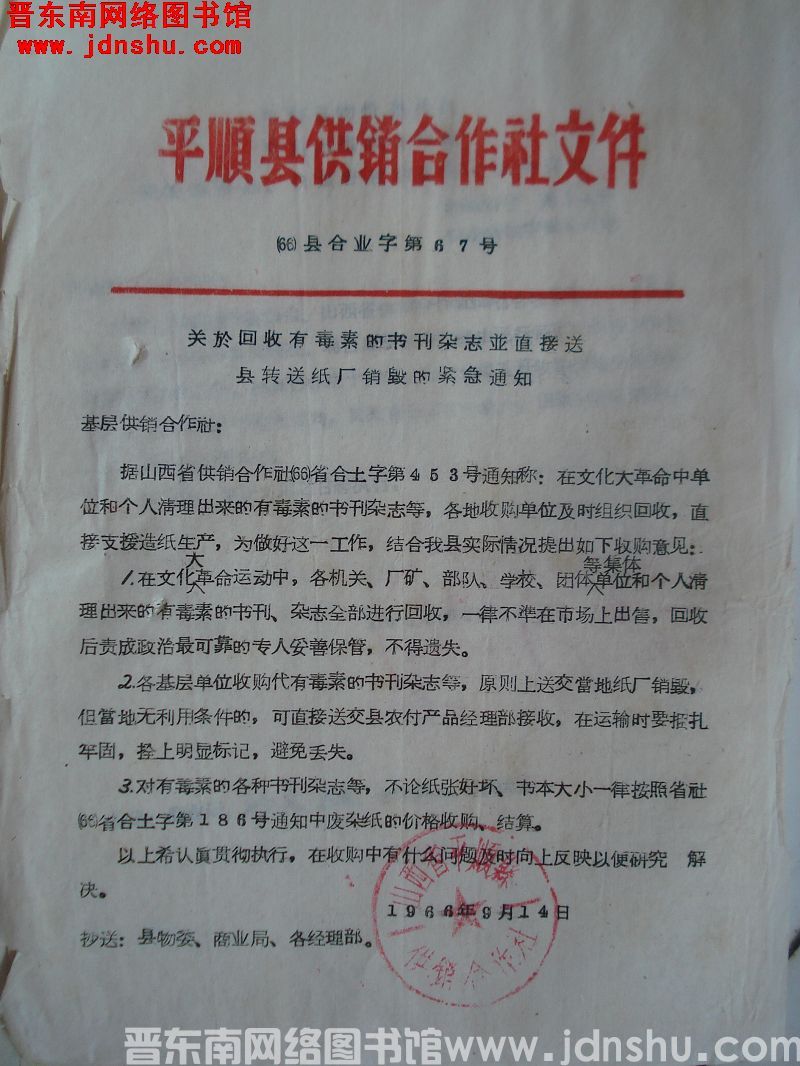 晋东南网络图书馆
www.jdnshu.com
平順县供銷合作社文件
(66)县合业字第67号
关於回收有毒素的书刊杂志並直接送
县转送纸厂销毁的紧急通知
基层供销合作社：
据山西省供销合作社(66)省合土字第453号通知称：在文化大革命中单
位和个人清理出来的有毒素的书刊杂志等，各地收购单位及时组织回收，直
接支援造纸生产，为做好这一工作，结合我县实际情况提出如下收购意见：
1.在文化大革命运动中，各机关、厂矿、部队、学校、团体等集体单位和个人清
理出来的有毒素的书刊、杂志全部进行回收，一律不準在市场上出售，回收
后责成政治最可靠的专人妥善保管，不得遗失。
2.各基层单位收购代有毒素的书刊杂志等，原则上送交當地纸厂销毁，
但當地无利用条件的，可直接送交县农付产品经理部接收，在运输时要捆扎
牢固，拴上明显标记，避免丢失。
3.对有毒素的各种书刊杂志等，不论纸张好坏、书本大小一律按照省社
(66)省合土字第186号通知中废杂纸的价格收购、结算。
以上希认真贯彻执行，在收购中有什么问题及时向上反映以便研究 解
决。
1966年9月14日
山西省平順縣
供銷合作社
抄送：县物委、商业局、各经理部。
晋东南网络图书馆www.jdnshu.com